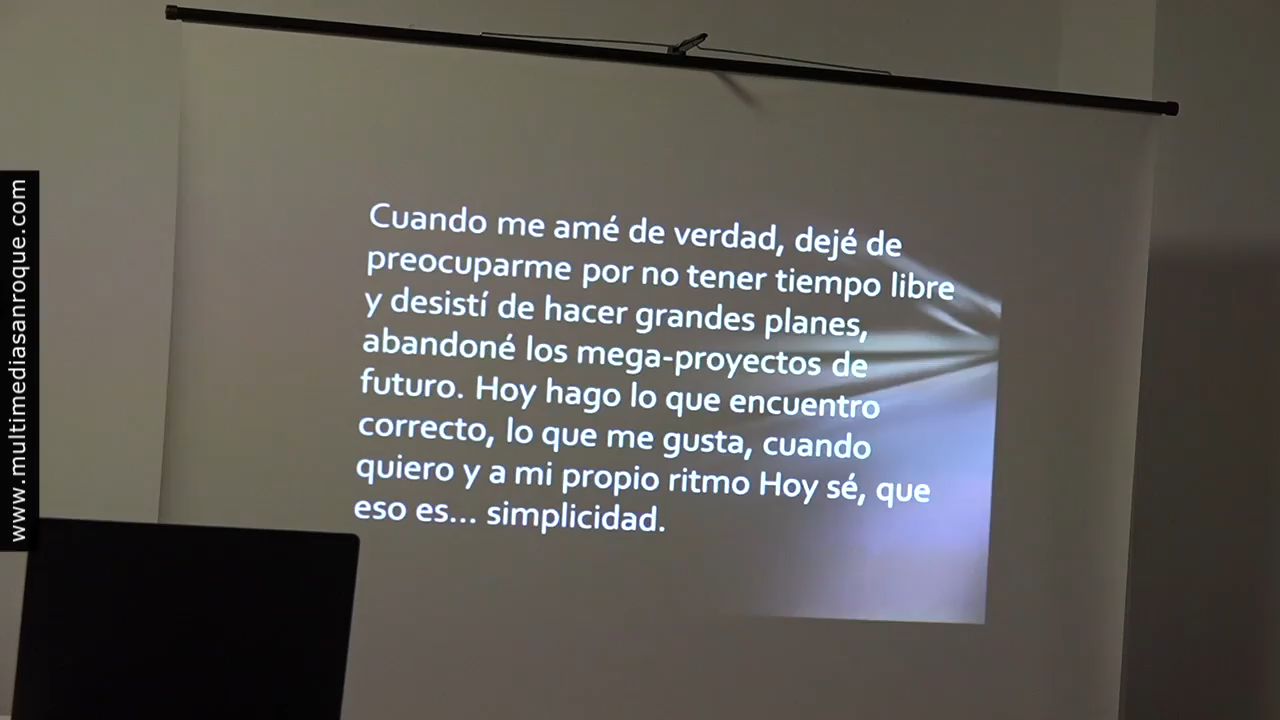 Cuando me amé de verdad, dejé de
preocuparme por no tener tiempo libre
y desistí de hacer grandes planes,
abandoné los mega-proyectos de
futuro. Hoy hago lo que encuentro
correcto, lo que me gusta, cuando
quiero y a mi propio ritmo Hoy sé, que
eso es... simplicidad.
www.multimediasanroque.com